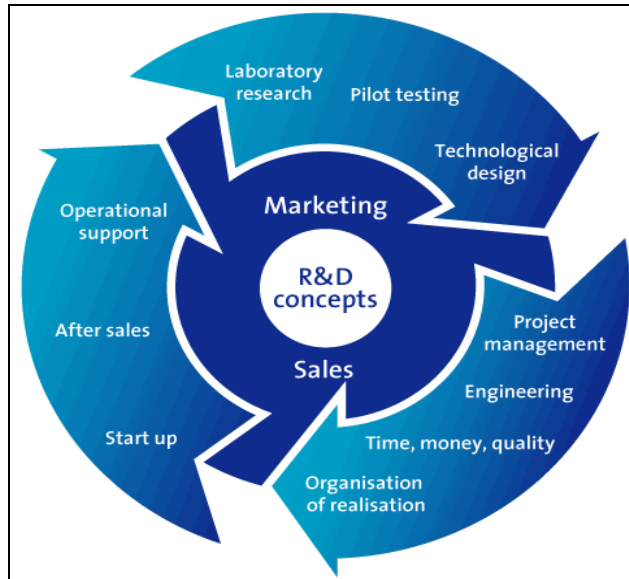 Laboratory
research
Pilot testing
Technological
design
Marketing
R&D
concepts
Sales
Operational
support
After sales
Start up
Project
management
Engineering
Time, money, quality
Organisation
of realisation